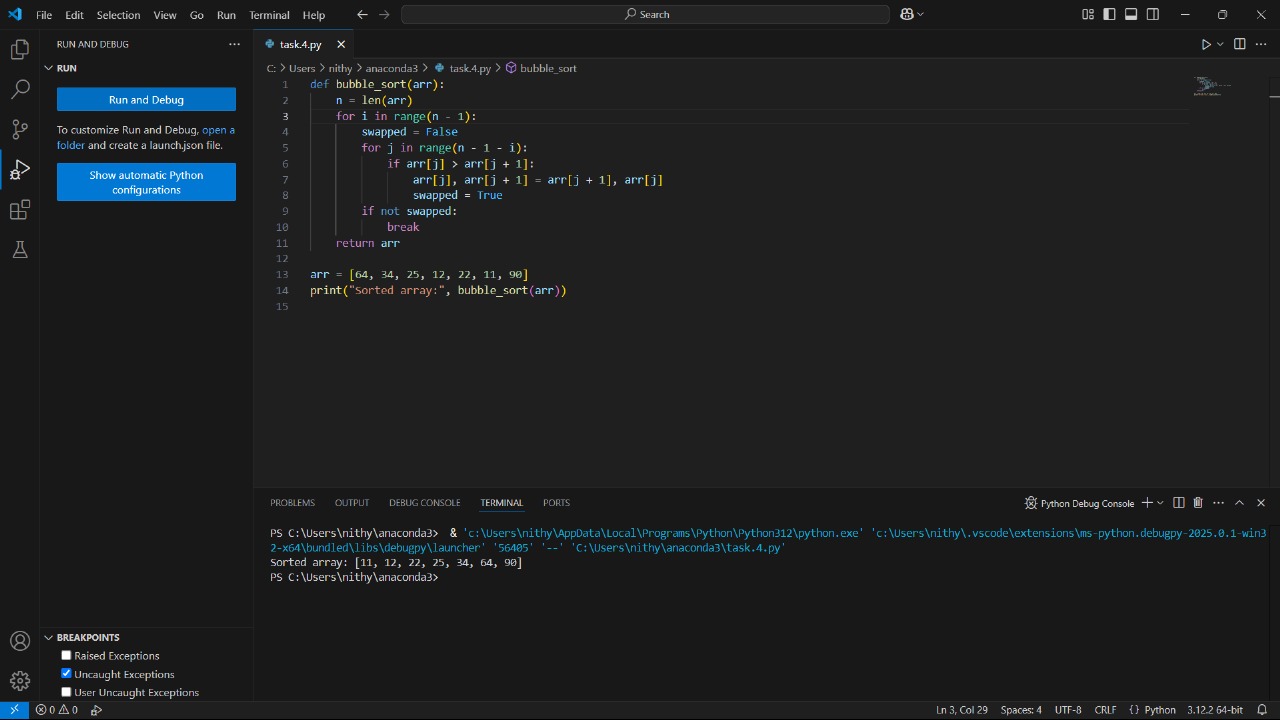 File Edit Selection View Go Run Terminal Help Search
RUN AND DEBUG
RUN
Run and Debug
To customize Run and Debug, open a
folder and create a launch.json file.
Show automatic Python
configurations
task.4.py
C: > Users > nithy > anaconda3 > task.4.py > bubble_sort
1 def bubble_sort(arr):
2     n = len(arr)
3     for i in range(n - 1):
4         swapped = False
5         for j in range(n - 1 - i):
6             if arr[j] > arr[j + 1]:
7                 arr[j], arr[j + 1] = arr[j + 1], arr[j]
8                 swapped = True
9         if not swapped:
10             break
11     return arr
12
13 arr = [64, 34, 25, 12, 22, 11, 90]
14 print("Sorted array:", bubble_sort(arr))
15
PROBLEMS OUTPUT DEBUG CONSOLE TERMINAL PORTS Python Debug Console
PS C:\Users\nithy\anaconda3>  & 'c:\Users\nithy\AppData\Local\Programs\Python\Python312\python.exe' 'c:\Users\nithy\.vscode\extensions\ms-python.debugpy-2025.0.1-win3
2-x64\bundled\libs\debugpy\launcher' '56405' '--' 'C:\Users\nithy\anaconda3\task.4.py'
Sorted array: [11, 12, 22, 25, 34, 64, 90]
PS C:\Users\nithy\anaconda3>
BREAKPOINTS
Raised Exceptions
Uncaught Exceptions
User Uncaught Exceptions
0 0 Ln 3, Col 29 Spaces: 4 UTF-8 CRLF {} Python 3.12.2 64-bit